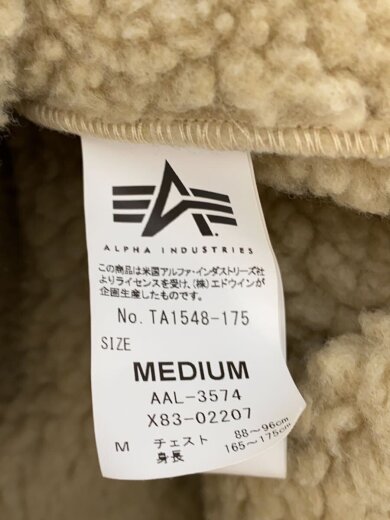 ALPHA INDUSTRIES
この商品は米国アルファ・インダストリーズ社
よりライセンスを受け、(株)エドウインが
企画生産したものです。
No. TA1548-175
SIZE
MEDIUM
AAL-3574
X83-02207
M チェスト 88～96cm
身長 165～175cm